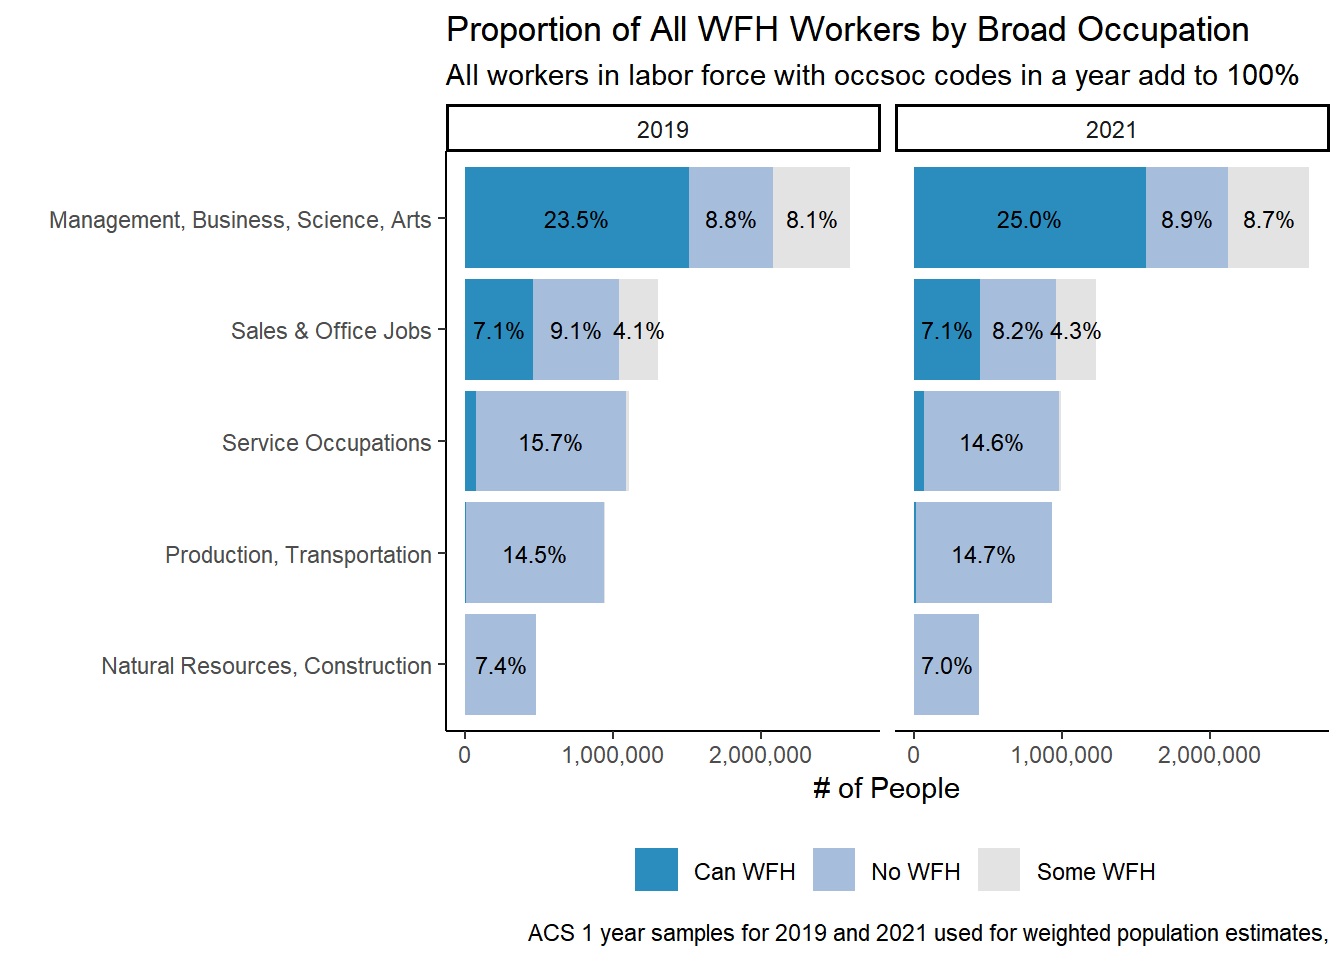 Proportion of All WFH Workers by Broad Occupation
All workers in labor force with occsoc codes in a year add to 100%
2019
2021
Management, Business, Science, Arts
23.5%
8.8%
8.1%
25.0%
8.9%
8.7%
Sales & Office Jobs
7.1%
9.1%
4.1%
7.1%
8.2%
4.3%
Service Occupations
15.7%
14.6%
Production, Transportation
14.5%
14.7%
Natural Resources, Construction
7.4%
7.0%
0
1,000,000
2,000,000
0
1,000,000
2,000,000
# of People
Can WFH
No WFH
Some WFH
ACS 1 year samples for 2019 and 2021 used for weighted population estimates,